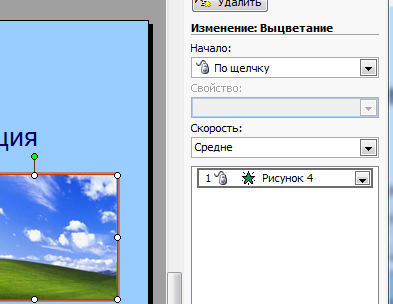 Удалить
Изменение: Выцветание
Начало:
По щелчку
Свойство:
ция
Скорость:
Средне
1 Рисунок 4